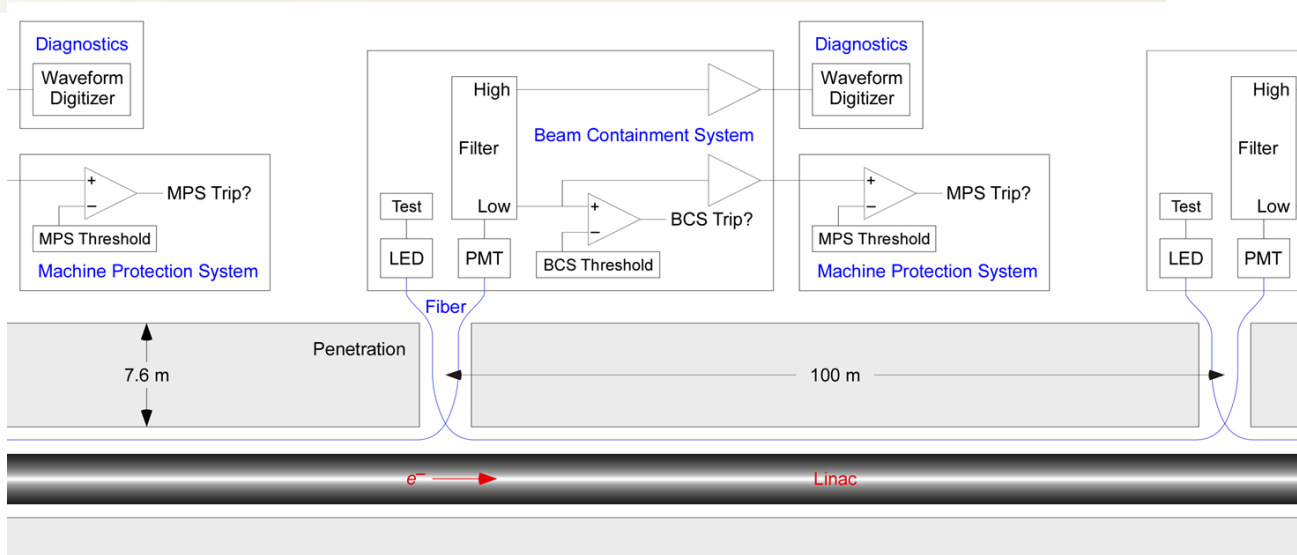 Diagnostics
Waveform
Digitizer
MPS Trip?
+
−
MPS Threshold
Machine Protection System
High
Filter
Low
Beam Containment System
Test
LED
PMT
+
−
BCS Trip?
BCS Threshold
Fiber
Diagnostics
Waveform
Digitizer
+
−
MPS Trip?
MPS Threshold
Machine Protection System
High
Filter
Low
Test
LED
PMT
Penetration
7.6 m
100 m
e−
Linac